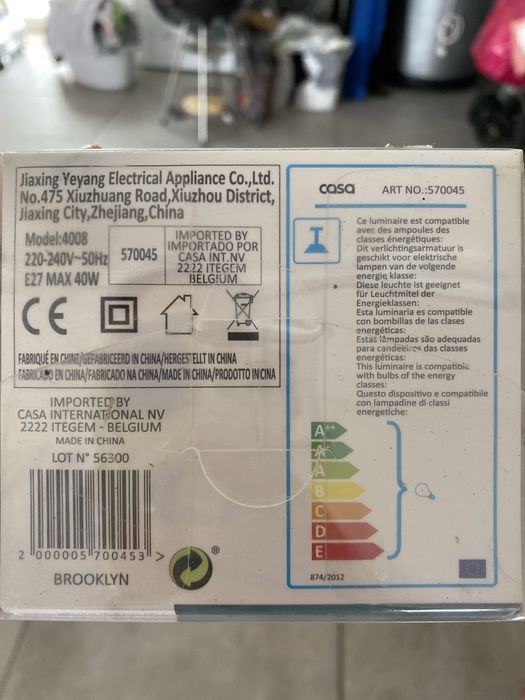 Jiaxing Yeyang Electrical Appliance Co.,Ltd.
No.475 Xiuzhuang Road,Xiuzhou District,
Jiaxing City,Zhejiang,China
Model:4008
220-240V~50Hz
E27 MAX 40W
570045
IMPORTED BY
IMPORTADO POR
CASA INT.NV
2222 ITEGEM
BELGIUM
CE
FABRIQUÉ EN CHINE/GEFABRICEERD IN CHINA/HERGESTELLT IN CHINA
FABRICADO EN CHINA/FABRICADO NA CHINA/MADE IN CHINA/PRODOTTO IN CINA
IMPORTED BY
CASA INTERNATIONAL NV
2222 ITEGEM - BELGIUM
MADE IN CHINA
LOT N° 56300
2 000005 700453 >
BROOKLYN
®
casa ART NO.:570045
Ce luminaire est compatible
avec des ampoules des
classes énergétiques:
Dit verlichtingsarmatuur is
geschikt voor elektrische
lampen van de volgende
energie klasse:
Diese leuchte ist geeignet
für Leuchtmitel der
Energieklassen:
Esta luminaria es compatible
con bombillas de las clases
energéticas:
Estas lâmpadas são adequadas
para candeeiros das classes
energéticas:
This luminaire is compatible
with bulbs of the energy
classes:
Questo dispositivo e compatibile
con lampadine di classi
energetiche:
A++
A+
A
B
C
D
E
874/2012